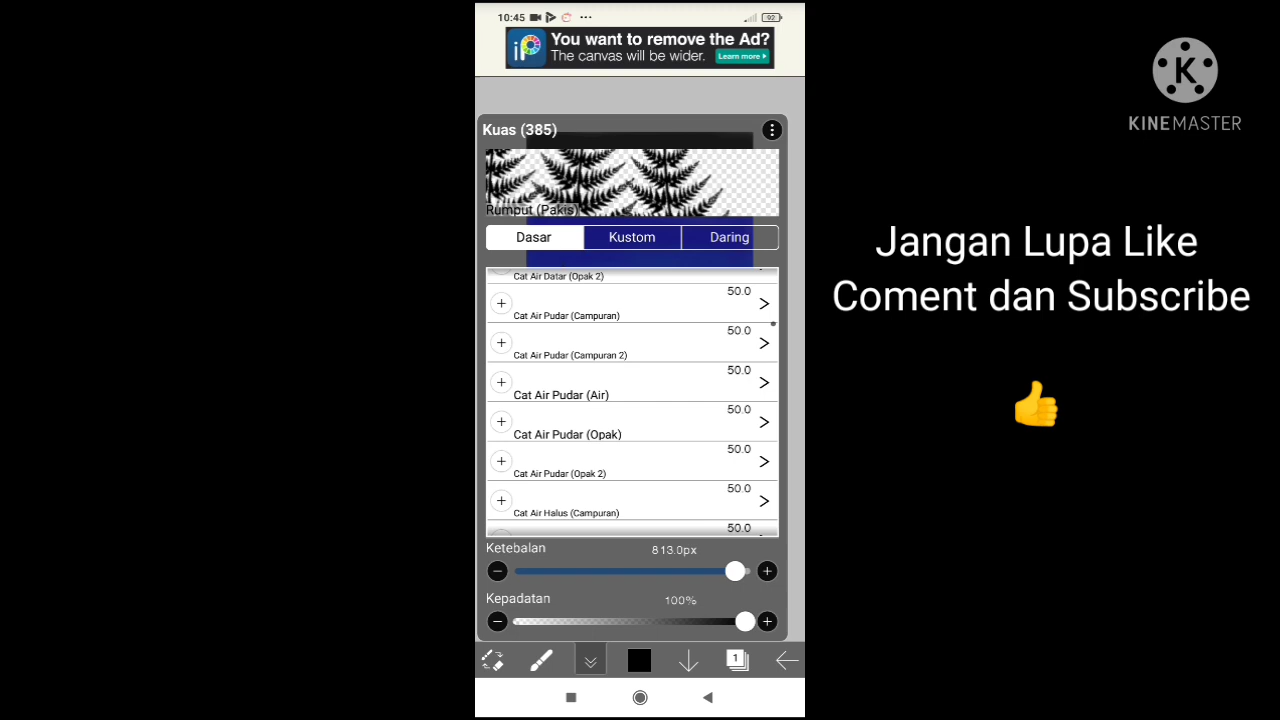 10:45
92
You want to remove the Ad?
The canvas will be wider.
Learn more
Kuas (385)
Rumput (Pakis)
Dasar
Kustom
Daring
Cat Air Datar (Opak 2)
50.0
Cat Air Pudar (Campuran)
50.0
Cat Air Pudar (Campuran 2)
50.0
Cat Air Pudar (Air)
50.0
Cat Air Pudar (Opak)
50.0
Cat Air Pudar (Opak 2)
50.0
Cat Air Halus (Campuran)
50.0
Ketebalan
813.0px
Kepadatan
100%
1
K
KINEMASTER
Jangan Lupa Like
Coment dan Subscribe